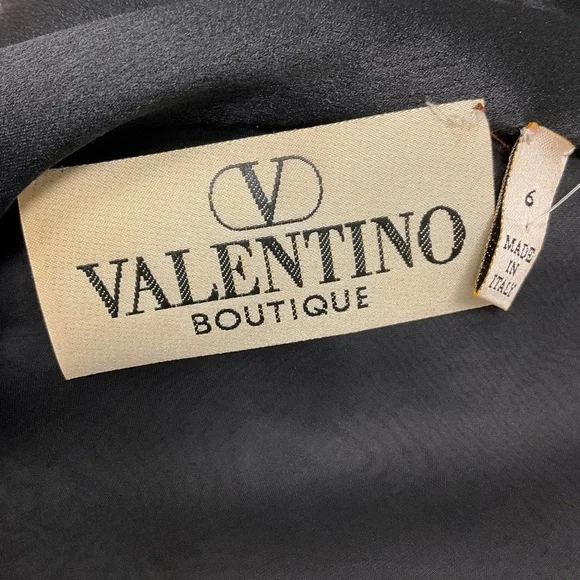 V
VALENTINO
BOUTIQUE
6
MADE
IN
ITALY